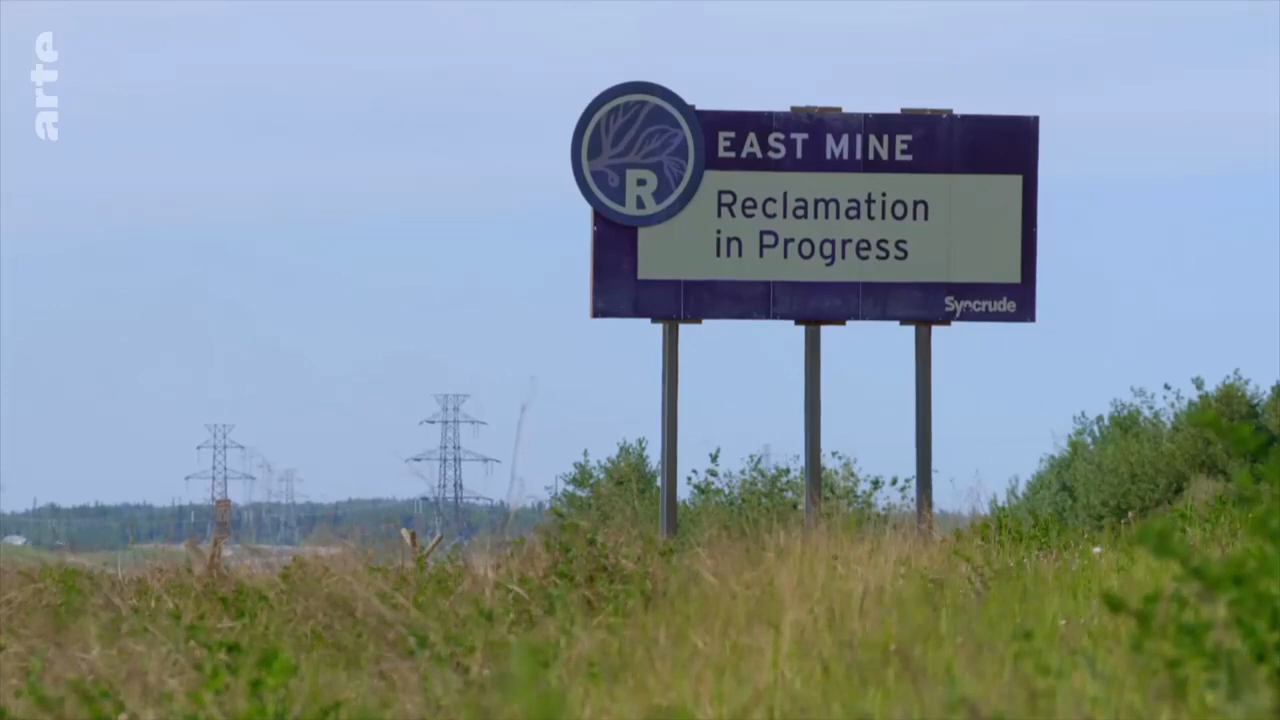 arte
R
EAST MINE
Reclamation
in Progress
Syncrude